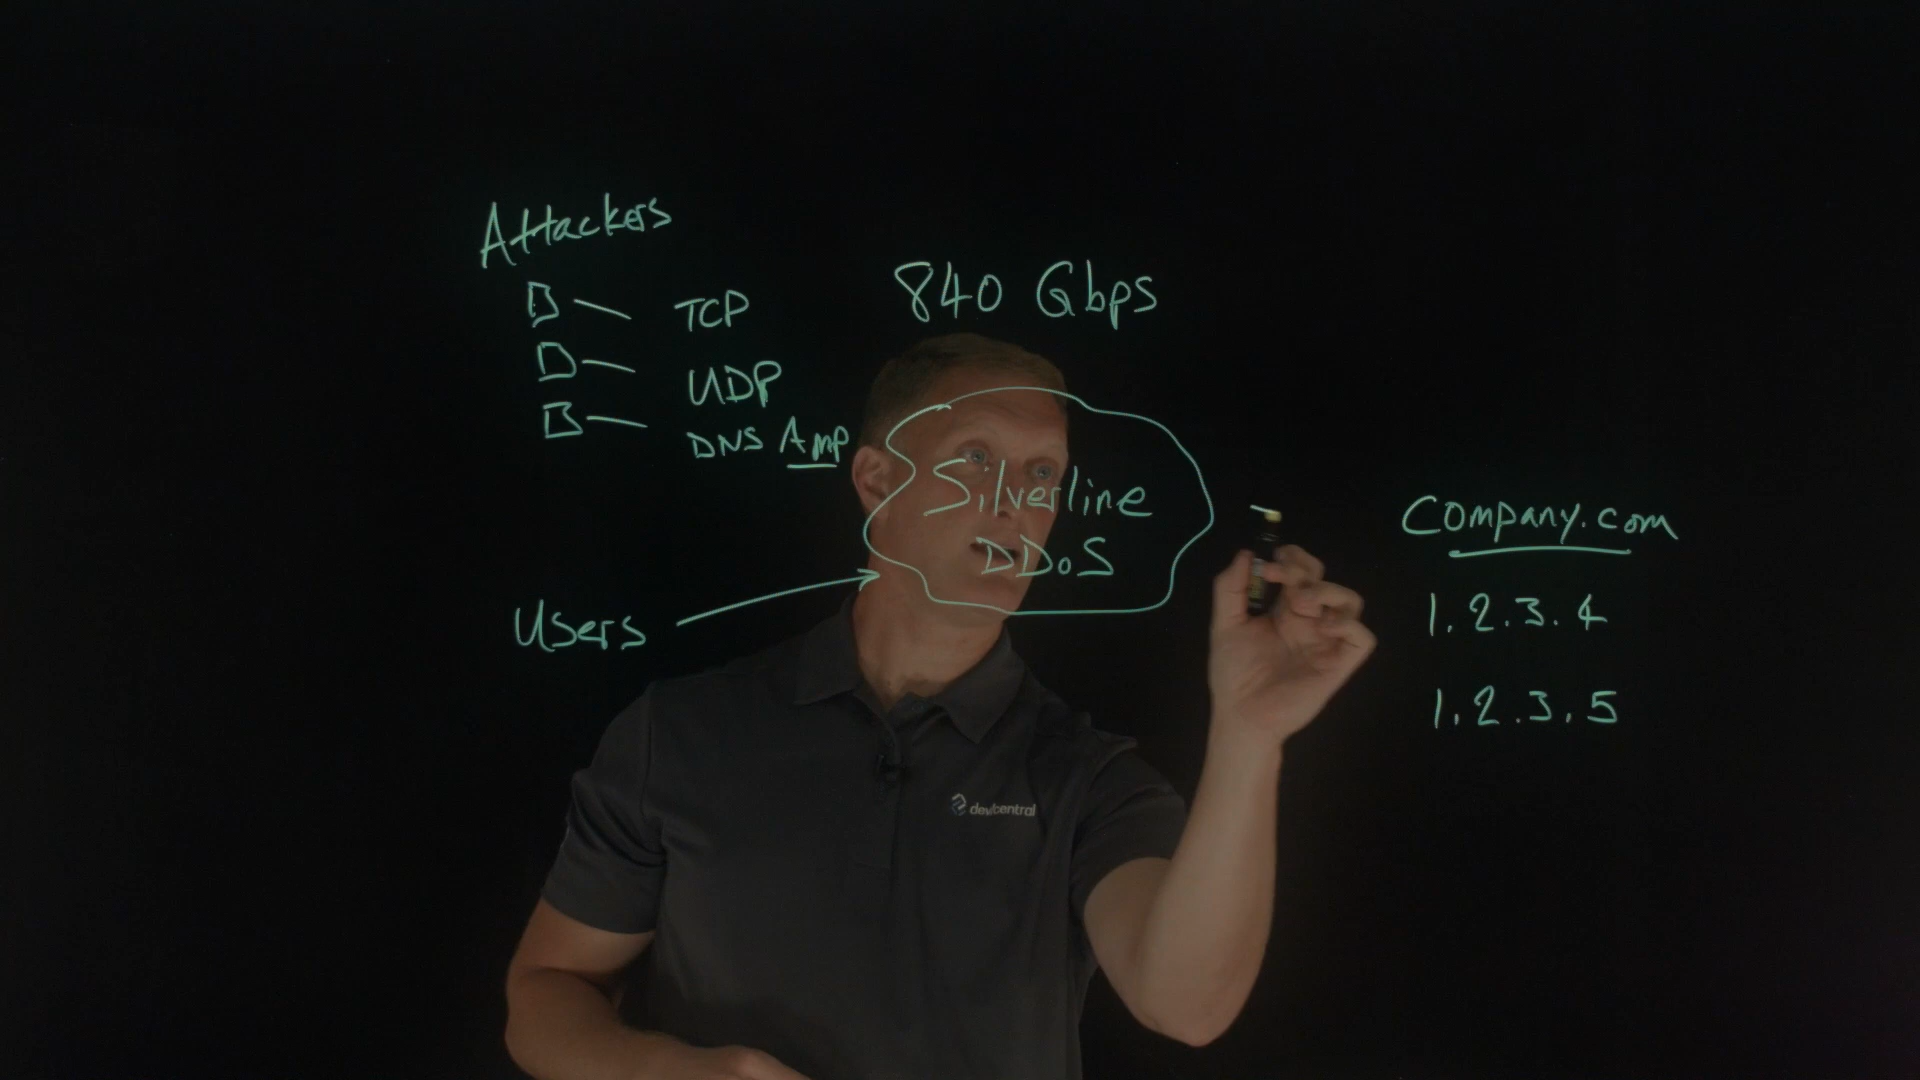 Attackers
TCP
UDP
DNS Amp
840 Gbps
Silverline
DDoS
Users
Company.com
1.2.3.4
1.2.3.5
devcentral